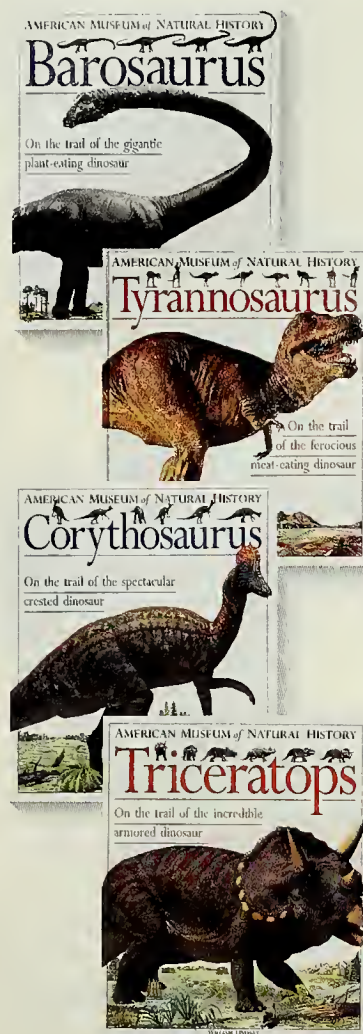 AMERICAN MUSEUM of NATURAL HISTORY
Barosaurus
On the trail of the gigantic
plant-eating dinosaur
AMERICAN MUSEUM of NATURAL HISTORY
Tyrannosaurus
On the trail
of the ferocious
meat-eating dinosaur
AMERICAN MUSEUM of NATURAL HISTORY
Corythosaurus
On the trail of the spectacular
crested dinosaur
AMERICAN MUSEUM of NATURAL HISTORY
Triceratops
On the trail of the incredible
armored dinosaur
WILLIAM LINDSAY